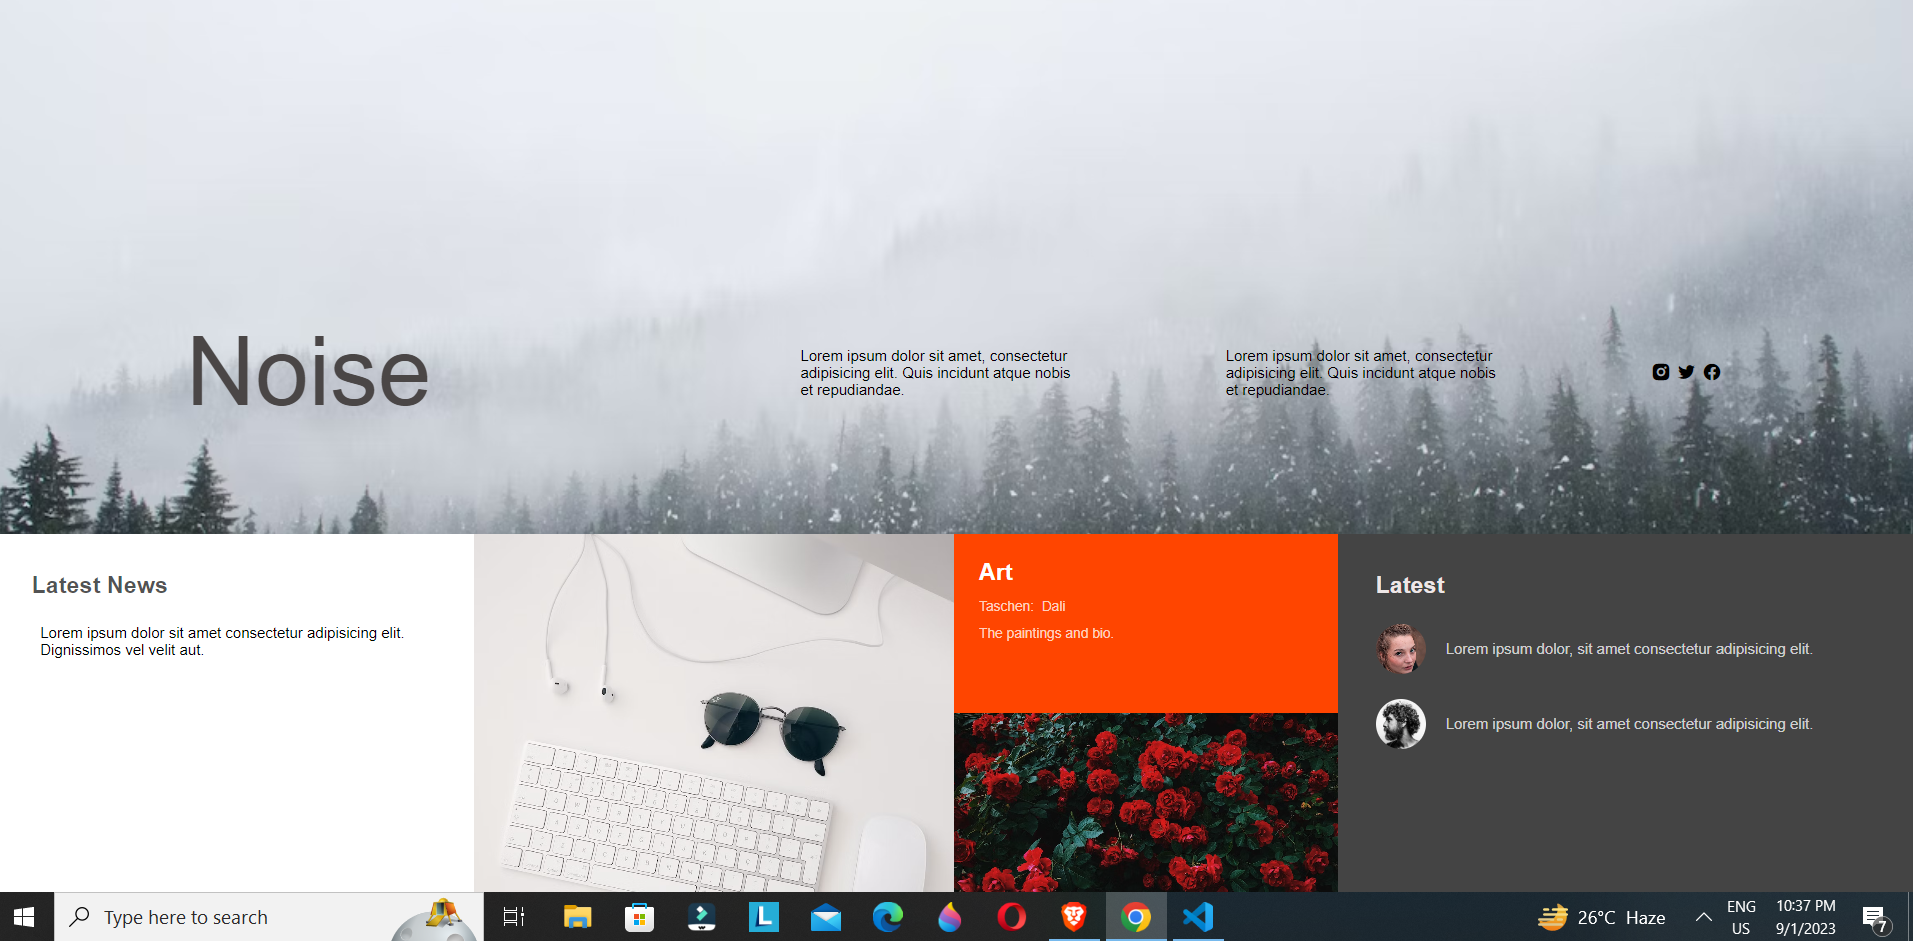 Noise
Lorem ipsum dolor sit amet, consectetur
adipisicing elit. Quis incidunt atque nobis
et repudiandae.
Lorem ipsum dolor sit amet, consectetur
adipisicing elit. Quis incidunt atque nobis
et repudiandae.
Latest News
Lorem ipsum dolor sit amet consectetur adipisicing elit.
Dignissimos vel velit aut.
Art
Taschen: Dali
The paintings and bio.
Latest
Lorem ipsum dolor, sit amet consectetur adipisicing elit.
Lorem ipsum dolor, sit amet consectetur adipisicing elit.
Type here to search
L
26°C Haze
ENG
US
10:37 PM
9/1/2023
7